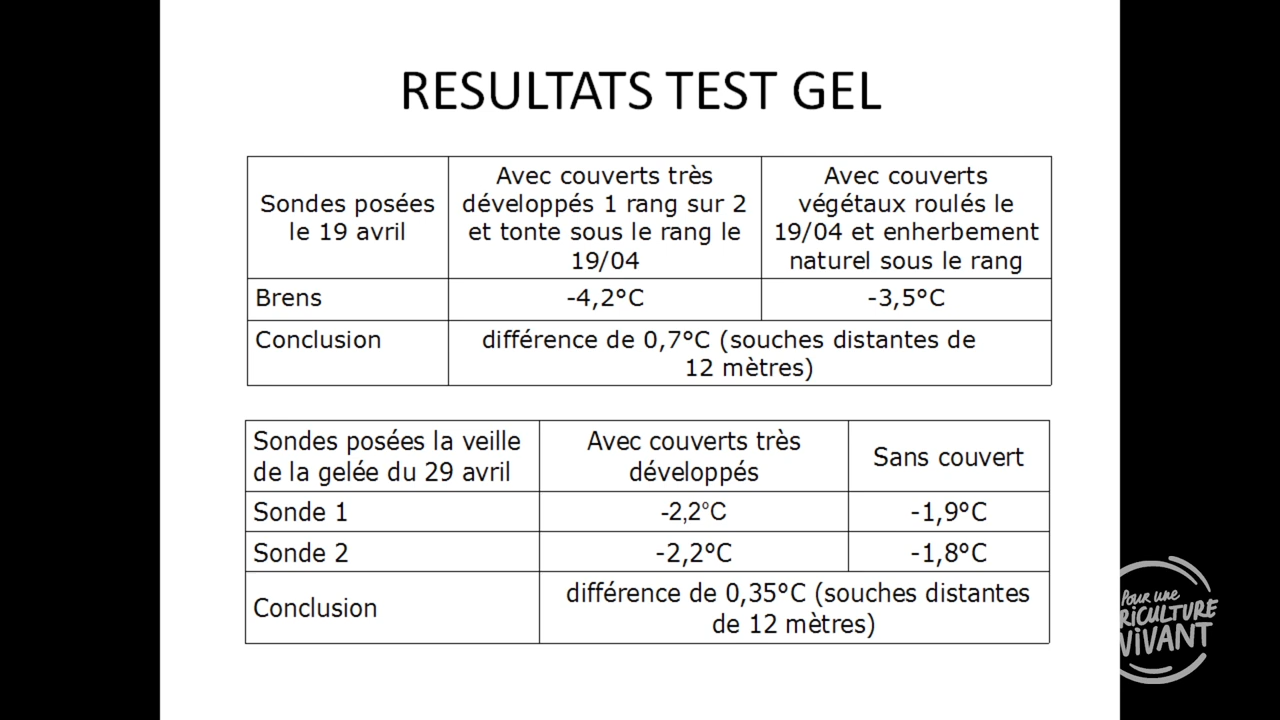 RESULTATS TEST GEL
Sondes posées
le 19 avril
Avec couverts très
développés 1 rang sur 2
et tonte sous le rang le
19/04
Avec couverts
végétaux roulés le
19/04 et enherbement
naturel sous le rang
Brens
-4,2°C
-3,5°C
Conclusion
différence de 0,7°C (souches distantes de
12 mètres)
Sondes posées la veille
de la gelée du 29 avril
Avec couverts très
développés
Sans couvert
Sonde 1
-2,2°C
-1,9°C
Sonde 2
-2,2°C
-1,8°C
Conclusion
différence de 0,35°C (souches distantes
de 12 mètres)
Pour une
RICULTURE
VIVANT